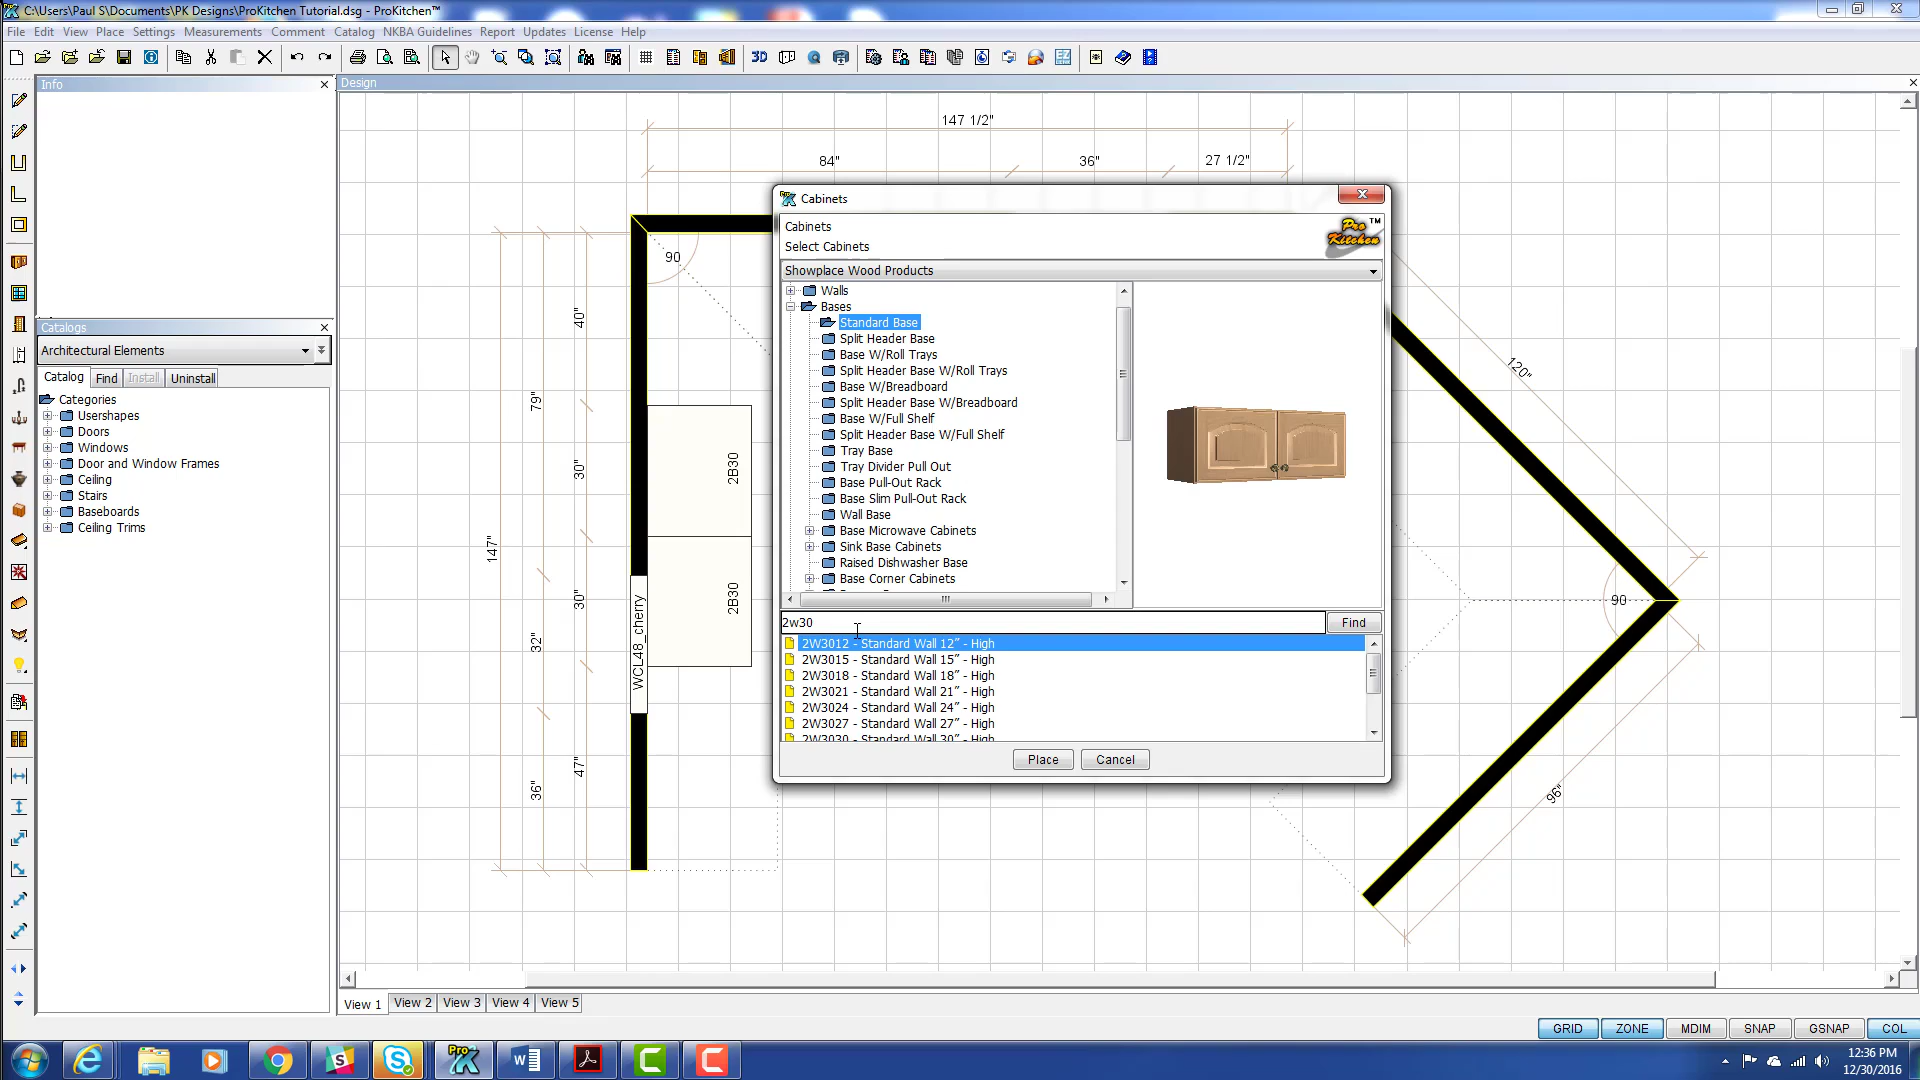 C:\Users\Paul S\Documents\PK Designs\ProKitchen Tutorial.dsg - ProKitchen™
File Edit View Place Settings Measurements Comment Catalog NKBA Guidelines Report Updates License Help
3D
Info
Design
147 1/2"
84" 36" 27 1/2"
90
40"
79"
30"
147"
30"
32"
47"
36"
2B30
2B30
WCL48_cherry
120"
90
96"
Catalogs
Architectural Elements
Catalog Find Install Uninstall
Categories
Usershapes
Doors
Windows
Door and Window Frames
Ceiling
Stairs
Baseboards
Ceiling Trims
Cabinets
Cabinets
Select Cabinets
Pro Kitchen™
Showplace Wood Products
Walls
Bases
Standard Base
Split Header Base
Base W/Roll Trays
Split Header Base W/Roll Trays
Base W/Breadboard
Split Header Base W/Breadboard
Base W/Full Shelf
Split Header Base W/Full Shelf
Tray Base
Tray Divider Pull Out
Base Pull-Out Rack
Base Slim Pull-Out Rack
Wall Base
Base Microwave Cabinets
Sink Base Cabinets
Raised Dishwasher Base
Base Corner Cabinets
2w30 Find
2W3012 - Standard Wall 12" - High
2W3015 - Standard Wall 15" - High
2W3018 - Standard Wall 18" - High
2W3021 - Standard Wall 21" - High
2W3024 - Standard Wall 24" - High
2W3027 - Standard Wall 27" - High
2W3030 - Standard Wall 30" - High
Place Cancel
View 1 View 2 View 3 View 4 View 5
GRID ZONE MDIM SNAP GSNAP COL
12:36 PM
12/30/2016